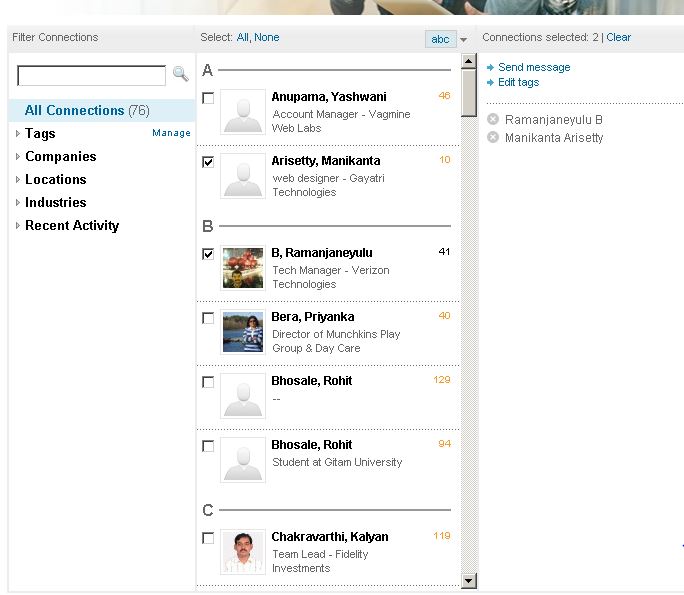 Filter Connections
Select: All, None
abc
Connections selected: 2 | Clear
All Connections (76)
Tags
Manage
Companies
Locations
Industries
Recent Activity
A
Anupama, Yashwani
46
Account Manager - Vagmine
Web Labs
Arisetty, Manikanta
10
web designer - Gayatri
Technologies
B
B, Ramanjaneyulu
41
Tech Manager - Verizon
Technologies
Bera, Priyanka
40
Director of Munchkins Play
Group & Day Care
Bhosale, Rohit
129
--
Bhosale, Rohit
94
Student at Gitam University
C
Chakravarthi, Kalyan
119
Team Lead - Fidelity
Investments
Send message
Edit tags
Ramanjaneyulu B
Manikanta Arisetty